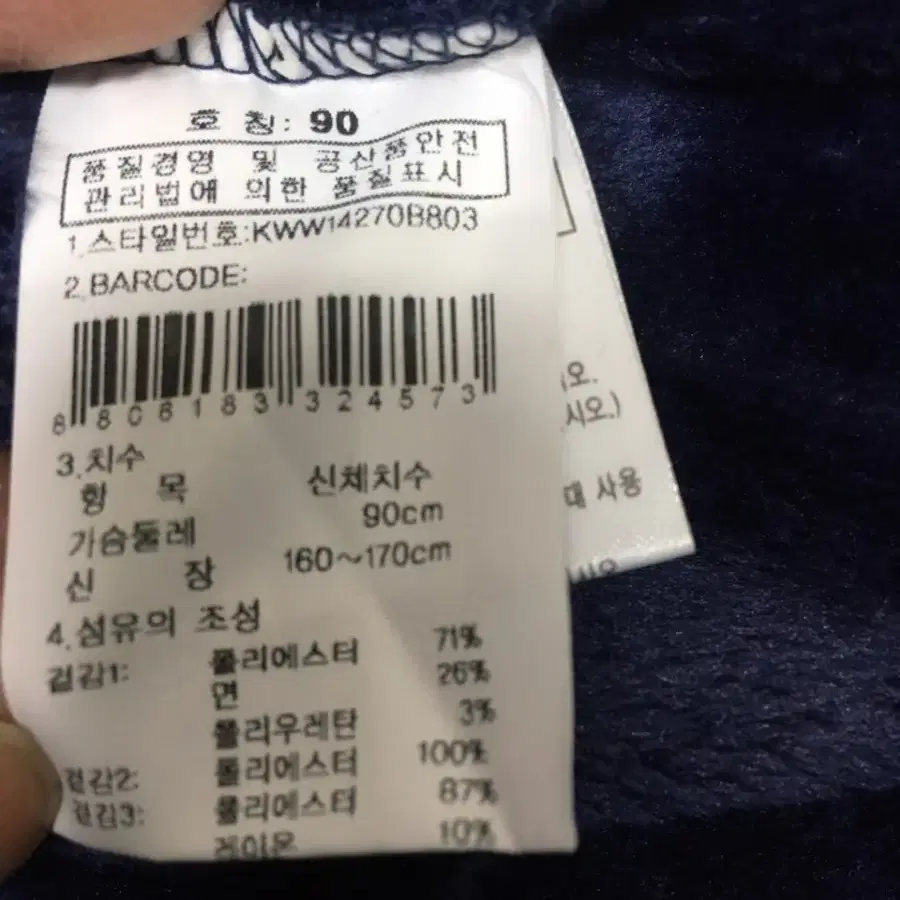 호 칭: 90
품질경영 및 공산품안전
관리법에 의한 품질표시
1.스타일번호:KWW14270B803
2.BARCODE:
8 808183 324573
3.치수
항 목 신체치수
가슴둘레 90cm
신 장 160~170cm
4.섬유의 조성
겉감1: 폴리에스터 71%
면 26%
폴리우레탄 3%
겉감2: 폴리에스터 100%
겉감3: 폴리에스터 87%
레이온 10%
시오.)
사용